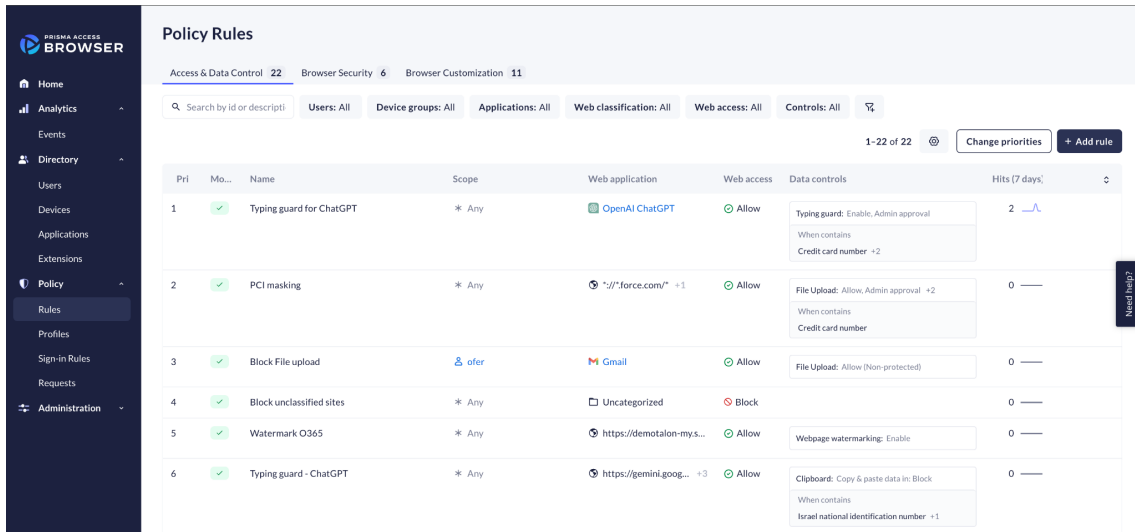 PRISMA ACCESS
BROWSER
Home
Analytics
Events
Directory
Users
Devices
Applications
Extensions
Policy
Rules
Profiles
Sign-in Rules
Requests
Administration
Policy Rules
Access & Data Control 22 Browser Security 6 Browser Customization 11
Search by id or descripti Users: All Device groups: All Applications: All Web classification: All Web access: All Controls: All
1–22 of 22 Change priorities + Add rule
Pri Mo... Name Scope Web application Web access Data controls Hits (7 days)
1 Typing guard for ChatGPT Any OpenAI ChatGPT Allow Typing guard: Enable, Admin approval 2
When contains
Credit card number +2
2 PCI masking Any *://*.force.com/* +1 Allow File Upload: Allow, Admin approval +2 0
When contains
Credit card number
3 Block File upload ofer Gmail Allow File Upload: Allow (Non-protected) 0
4 Block unclassified sites Any Uncategorized Block 0
5 Watermark O365 Any https://demotalon-my.s... Allow Webpage watermarking: Enable 0
6 Typing guard - ChatGPT Any https://gemini.goog... +3 Allow Clipboard: Copy & paste data in: Block 0
When contains
Israel national identification number +1
Need help?